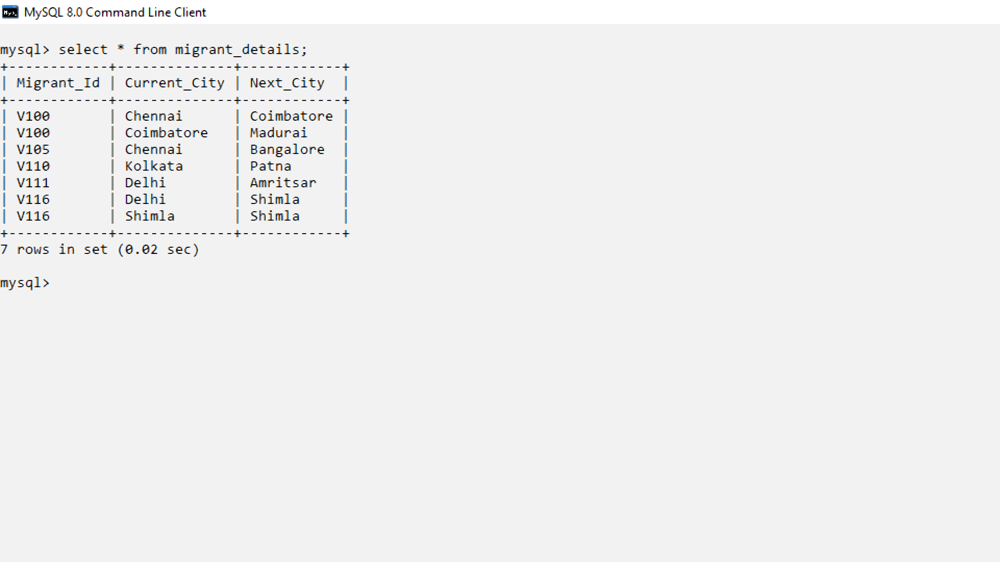 MySQL 8.0 Command Line Client
mysql> select * from migrant_details;
+------------+--------------+------------+
| Migrant_Id | Current_City | Next_City  |
+------------+--------------+------------+
| V100       | Chennai      | Coimbatore |
| V100       | Coimbatore   | Madurai    |
| V105       | Chennai      | Bangalore  |
| V110       | Kolkata      | Patna      |
| V111       | Delhi        | Amritsar   |
| V116       | Delhi        | Shimla     |
| V116       | Shimla       | Shimla     |
+------------+--------------+------------+
7 rows in set (0.02 sec)
mysql>